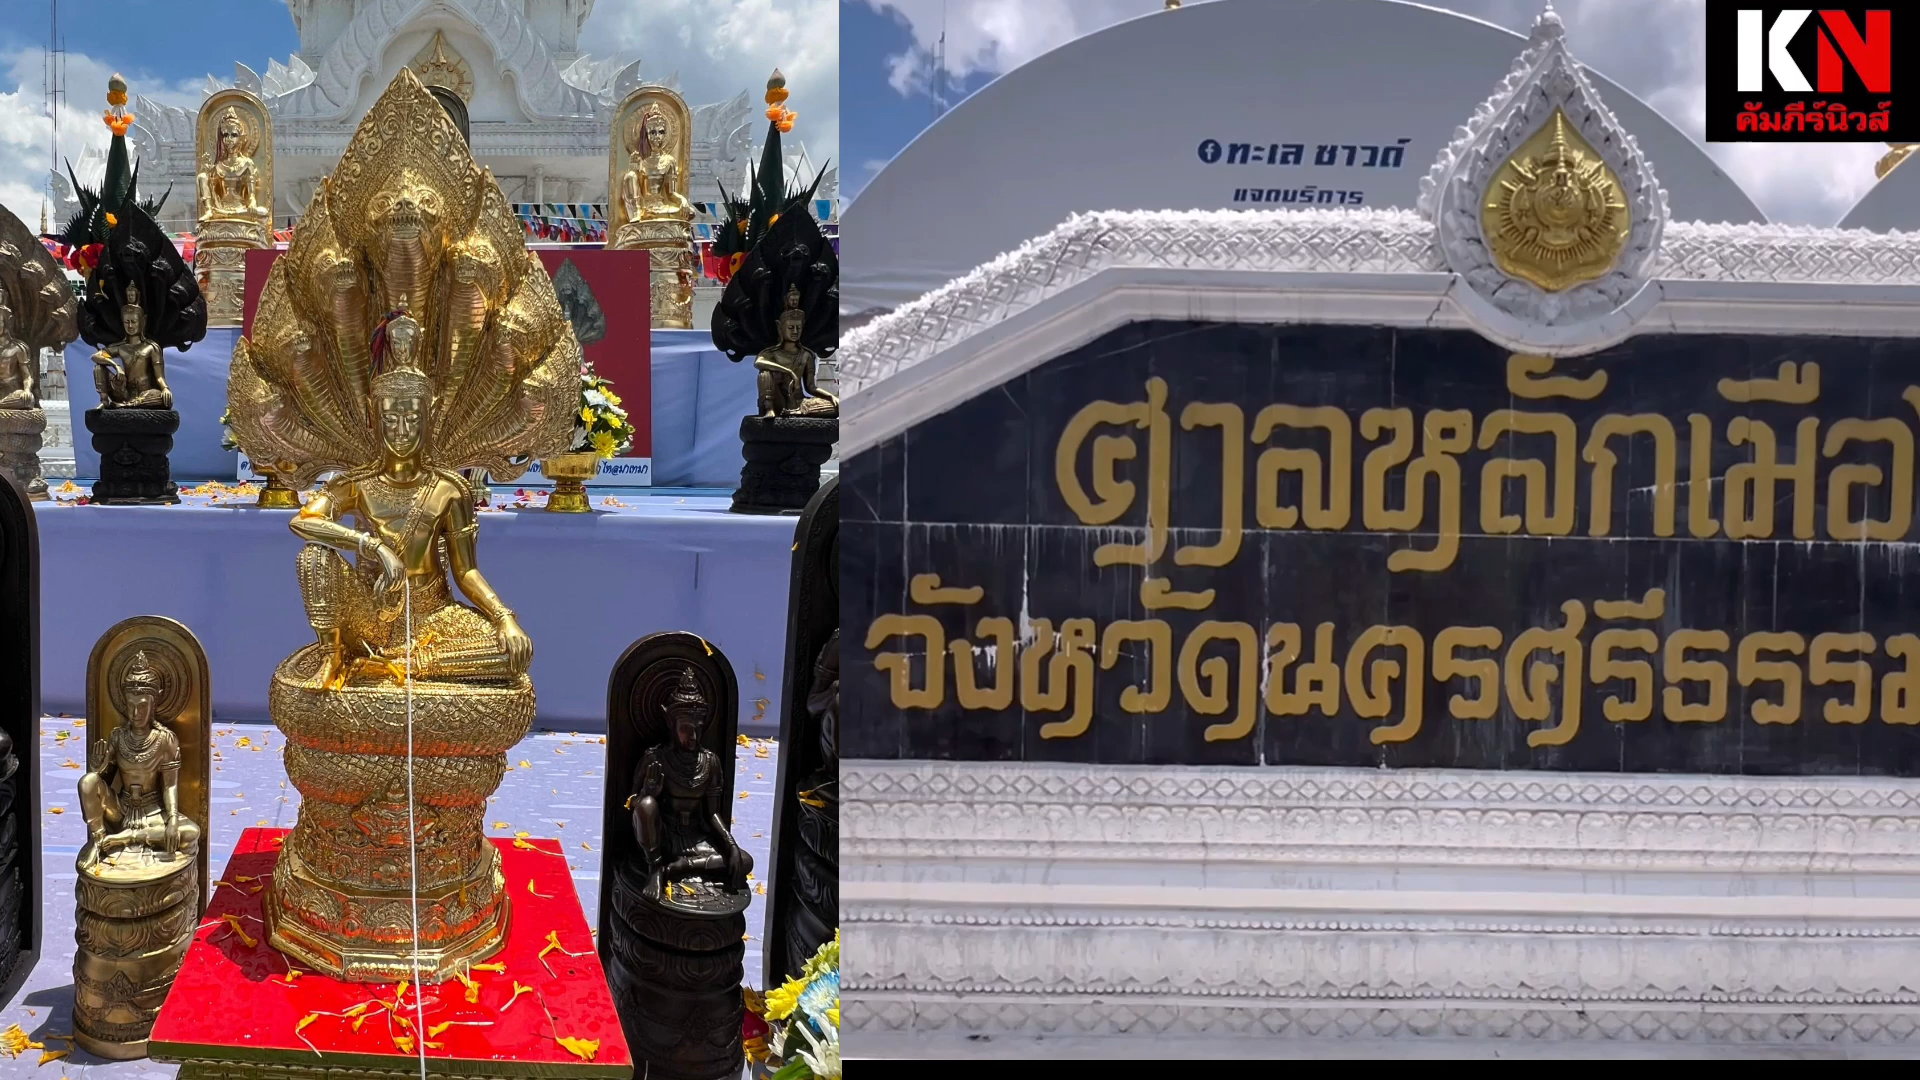 KN
คัมภีร์นิวส์
ทะเล ซาวด์
แจกบริการ
ศาลหลักเมือ
จังหวัดนครศรีธรรม